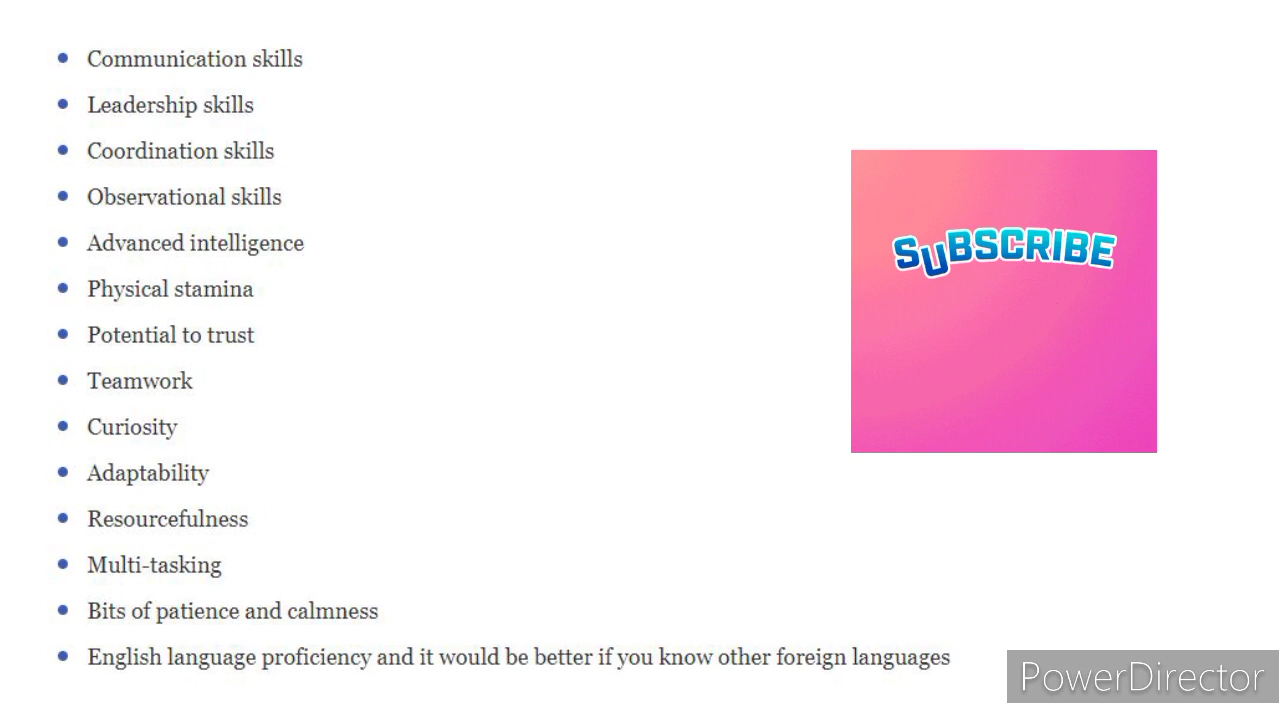 Communication skills
Leadership skills
Coordination skills
Observational skills
Advanced intelligence
Physical stamina
Potential to trust
Teamwork
Curiosity
Adaptability
Resourcefulness
Multi-tasking
Bits of patience and calmness
English language proficiency and it would be better if you know other foreign languages
SUBSCRIBE
PowerDirector